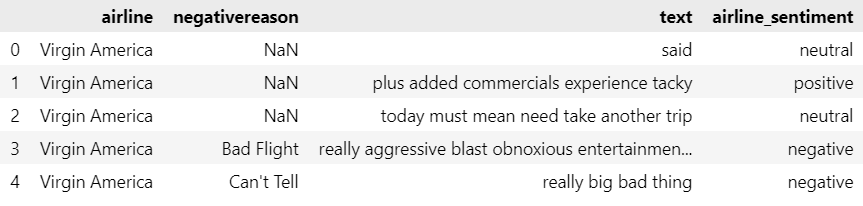 airline negativereason text airline_sentiment
0 Virgin America NaN said neutral
1 Virgin America NaN plus added commercials experience tacky positive
2 Virgin America NaN today must mean need take another trip neutral
3 Virgin America Bad Flight really aggressive blast obnoxious entertainmen... negative
4 Virgin America Can't Tell really big bad thing negative